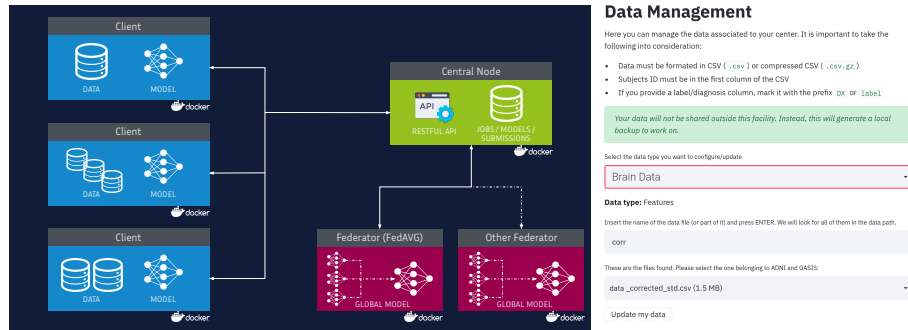 Client
DATA
MODEL
docker
Client
DATA
MODEL
docker
Client
DATA
MODEL
docker
Central Node
API
RESTFUL API
JOBS / MODELS /
SUBMISSIONS
docker
Federator (FedAVG)
GLOBAL MODEL
docker
Other Federator
GLOBAL MODEL
docker
Data Management
Here you can manage the data associated to your center. It is important to take the
following into consideration:
• Data must be formated in CSV ( .csv ) or compressed CSV ( .csv.gz )
• Subjects ID must be in the first column of the CSV
• If you provide a label/diagnosis column, mark it with the prefix DX or label
Your data will not be shared outside this facility. Instead, this will generate a local
backup to work on.
Select the data type you want to configure/update
Brain Data
Data type: Features
Insert the name of the data file (or part of it) and press ENTER. We will look for all of them in the data path.
corr
These are the files found. Please select the one belonging to ADNI and OASIS:
data _corrected_std.csv (1.5 MB)
Update my data